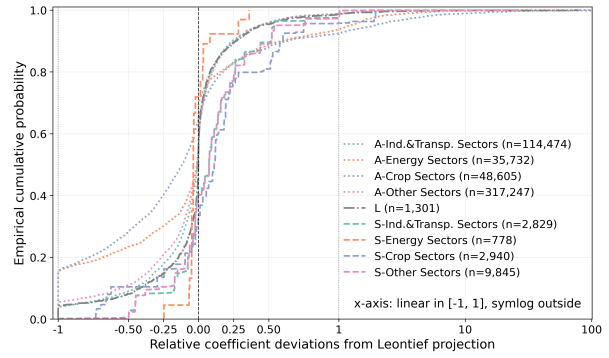 1.0
0.8
0.6
0.4
0.2
0.0
Empirical cumulative probability
A-Ind.&Transp. Sectors (n=114,474)
A-Energy Sectors (n=35,732)
A-Crop Sectors (n=48,605)
A-Other Sectors (n=317,247)
L (n=1,301)
S-Ind.&Transp. Sectors (n=2,829)
S-Energy Sectors (n=778)
S-Crop Sectors (n=2,940)
S-Other Sectors (n=9,845)
x-axis: linear in [-1, 1], symlog outside
-1 -0.50 -0.25 0.00 0.25 0.50 1 10 100
Relative coefficient deviations from Leontief projection